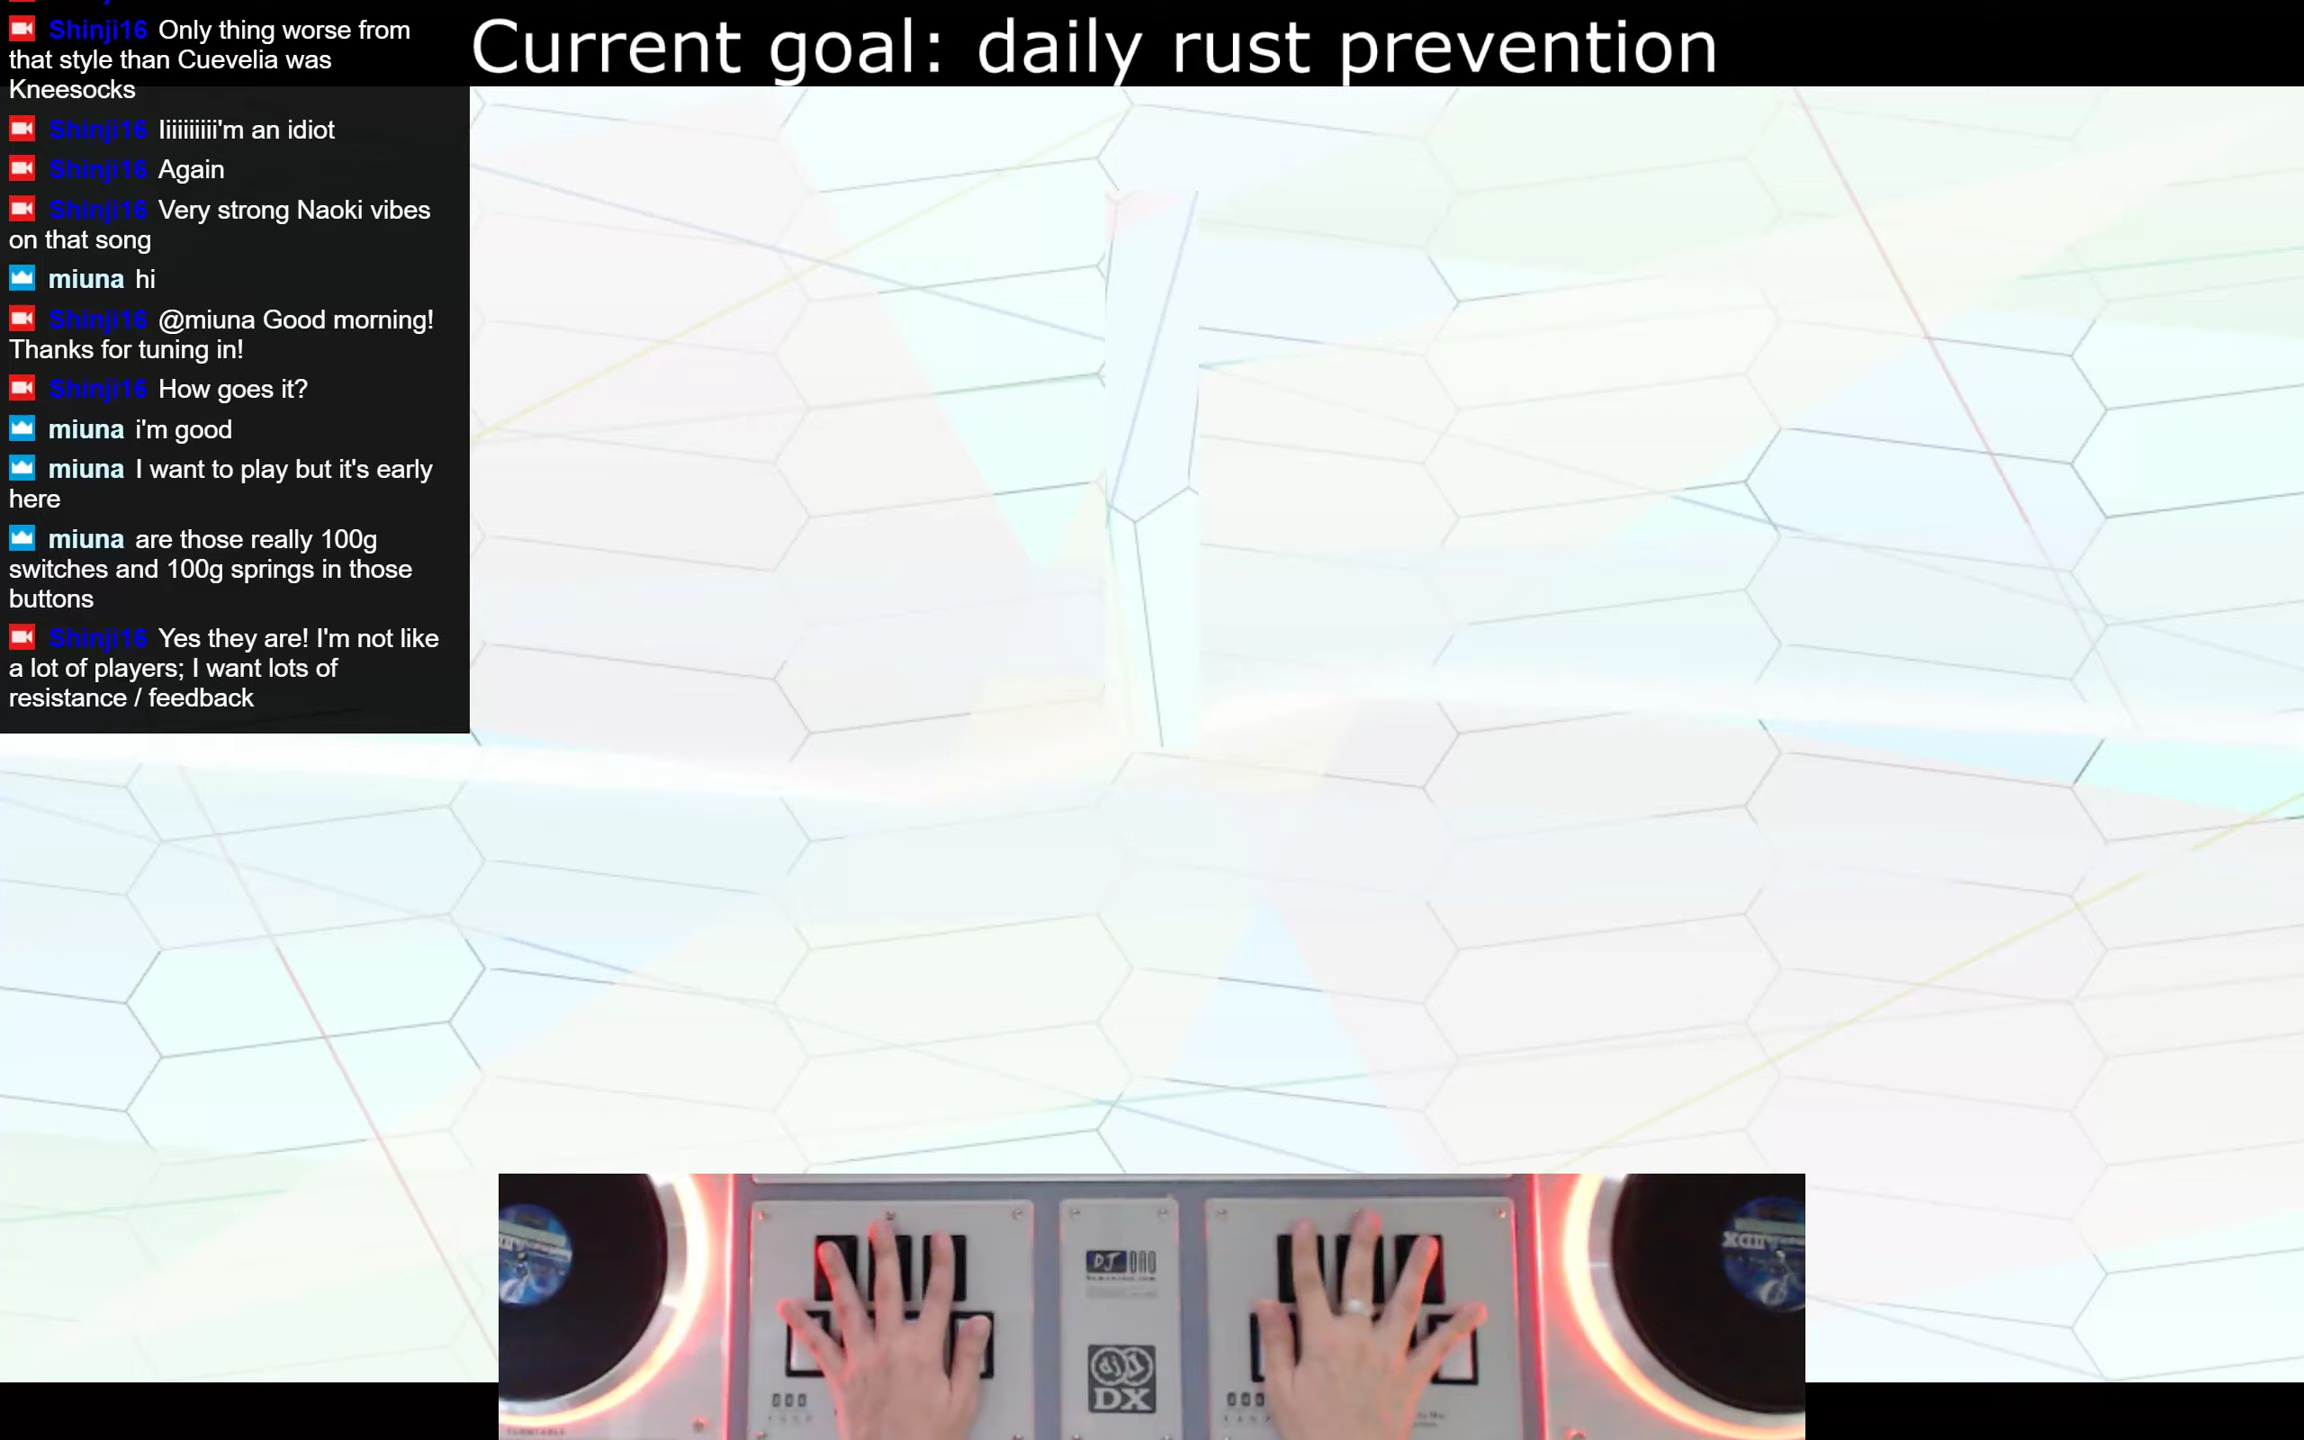 Current goal: daily rust prevention
Shinji16 Only thing worse from
that style than Cuevelia was
Kneesocks
Shinji16 Iiiiiiiiii'm an idiot
Shinji16 Again
Shinji16 Very strong Naoki vibes
on that song
miuna hi
Shinji16 @miuna Good morning!
Thanks for tuning in!
Shinji16 How goes it?
miuna i'm good
miuna I want to play but it's early
here
miuna are those really 100g
switches and 100g springs in those
buttons
Shinji16 Yes they are! I'm not like
a lot of players; I want lots of
resistance / feedback
DJ DAO
dj
DX
TURNTABLE